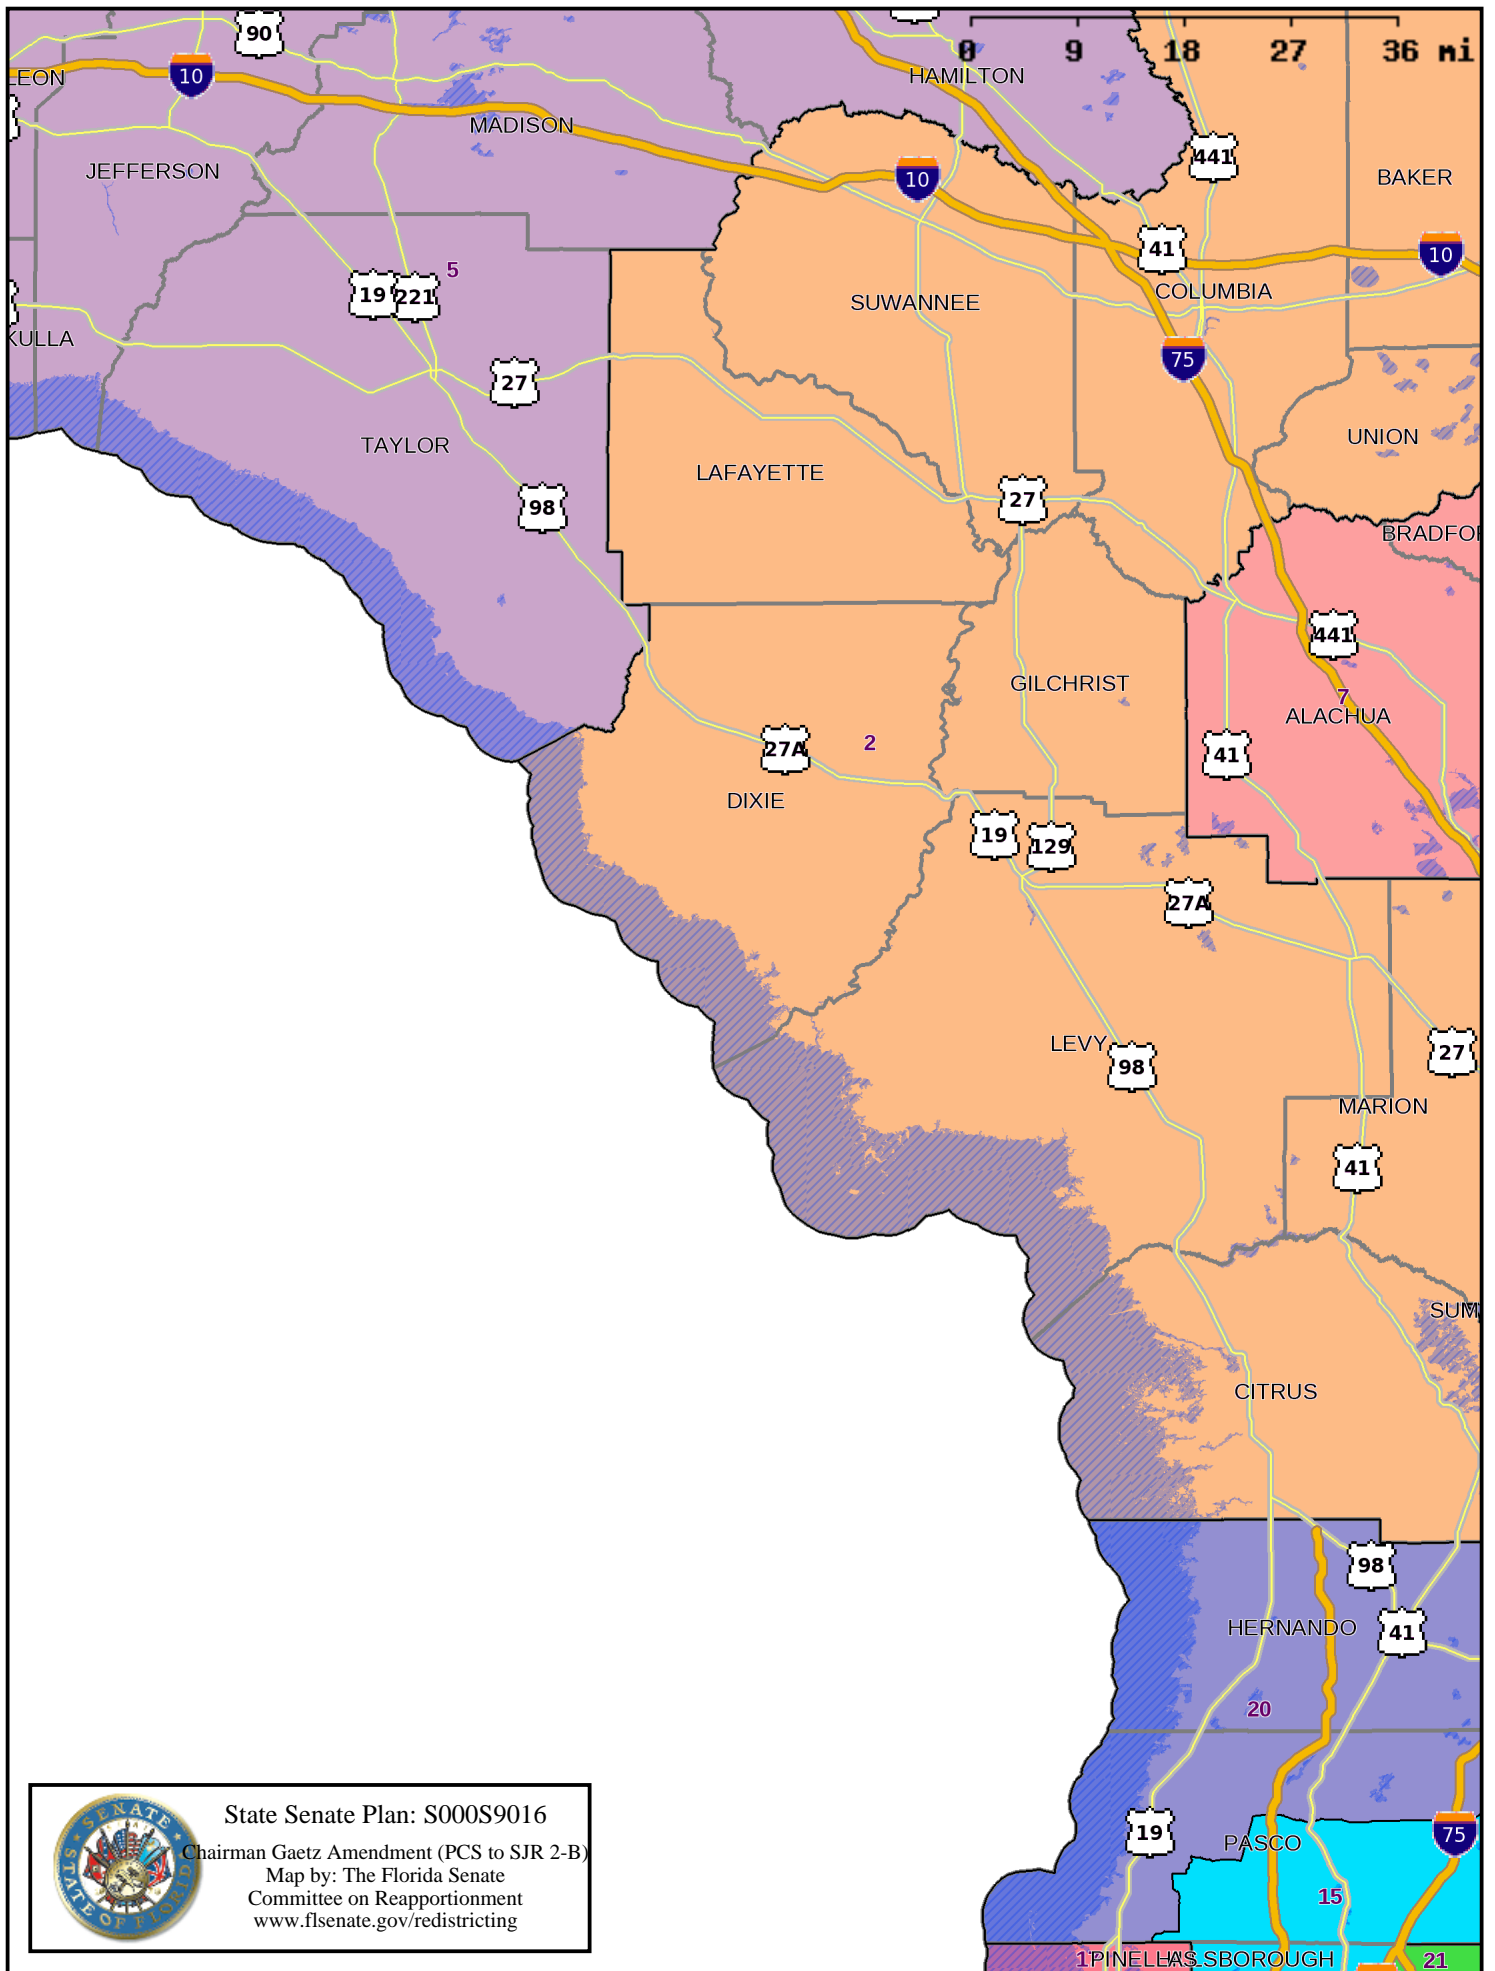 0 9 18 27 36 mi
90
HAMILTON
EON
10
MADISON
441
JEFFERSON
10
BAKER
41
10
5
19
221
COLUMBIA
SUWANNEE
KULLA
75
27
TAYLOR
UNION
LAFAYETTE
98
27
BRADFOR
441
GILCHRIST
7
ALACHUA
27A
2
41
DIXIE
19
129
27A
LEVY
98
27
MARION
41
SUM
CITRUS
98
HERNANDO
41
20
19
PASCO
75
15
PINELLAS
LSBOROUGH
21
SENATE
STATE OF FLORIDA
State Senate Plan: S000S9016
Chairman Gaetz Amendment (PCS to SJR 2-B)
Map by: The Florida Senate
Committee on Reapportionment
www.flsenate.gov/redistricting